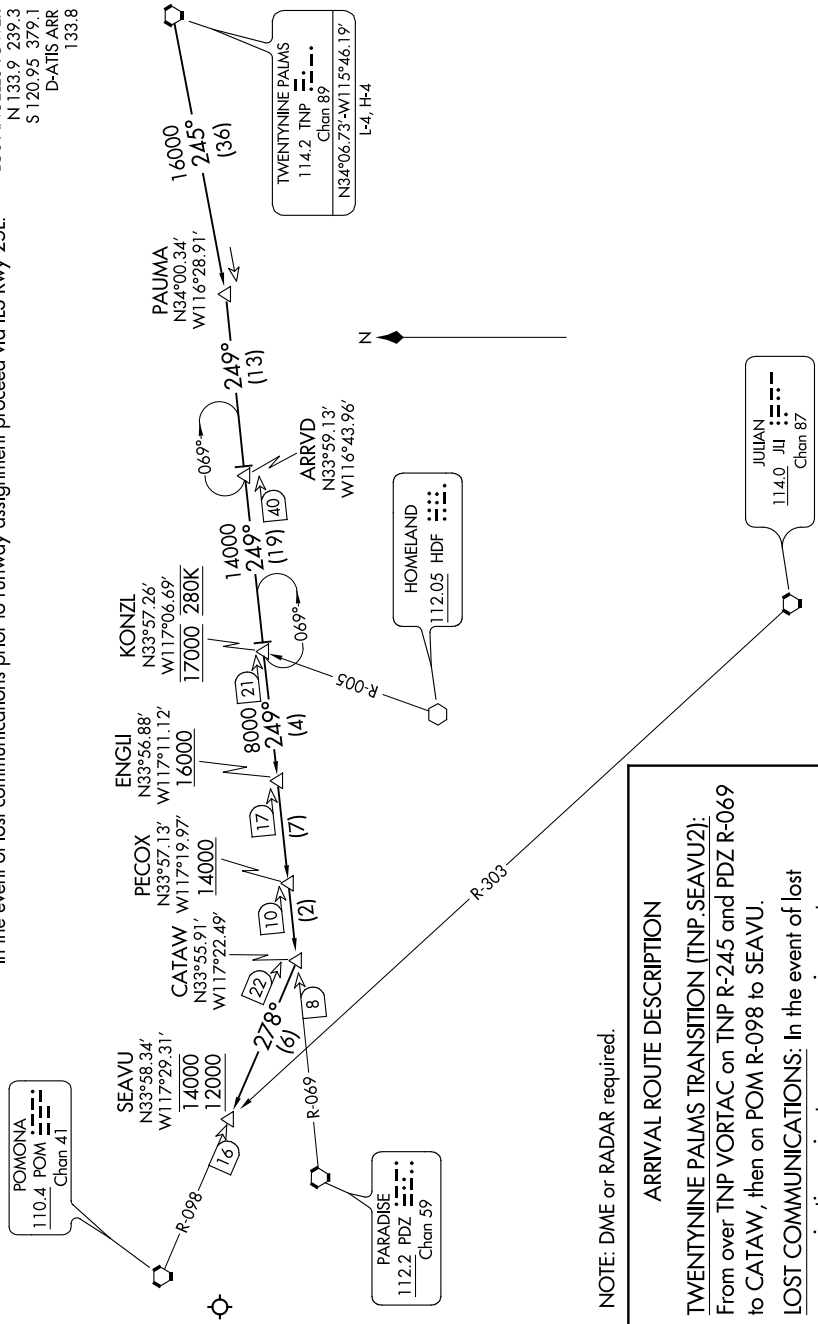 N 133.9 239.3
S 120.95 379.1
D-ATIS ARR
133.8
in the event of lost communications prior to runway assignment proceed via ILS Rwy 25L.
TWENTYNINE PALMS
114.2 TNP
Chan 89
N34°06.73'-W115°46.19'
L-4, H-4
16000
245°
(36)
PAUMA
N34°00.34'
W116°28.91'
249°
(13)
N
069°
ARRVD
N33°59.13'
W116°43.96'
40
14000
249°
(19)
KONZL
N33°57.26'
W117°06.69'
17000 280K
069°
21
8000
249°
(4)
R-005
HOMELAND
112.05 HDF
JULIAN
114.0 JLI
Chan 87
ENGLI
N33°56.88'
W117°11.12'
16000
17
(7)
PECOX
N33°57.13'
W117°19.97'
14000
10
(2)
CATAW
N33°55.91'
W117°22.49'
22
278°
(6)
8
R-069
R-303
SEAVU
N33°58.34'
W117°29.31'
14000
12000
16
R-098
POMONA
110.4 POM
Chan 41
PARADISE
112.2 PDZ
Chan 59
NOTE: DME or RADAR required.
ARRIVAL ROUTE DESCRIPTION
TWENTYNINE PALMS TRANSITION (TNP.SEAVU2):
From over TNP VORTAC on TNP R-245 and PDZ R-069
to CATAW, then on POM R-098 to SEAVU.
LOST COMMUNICATIONS: In the event of lost